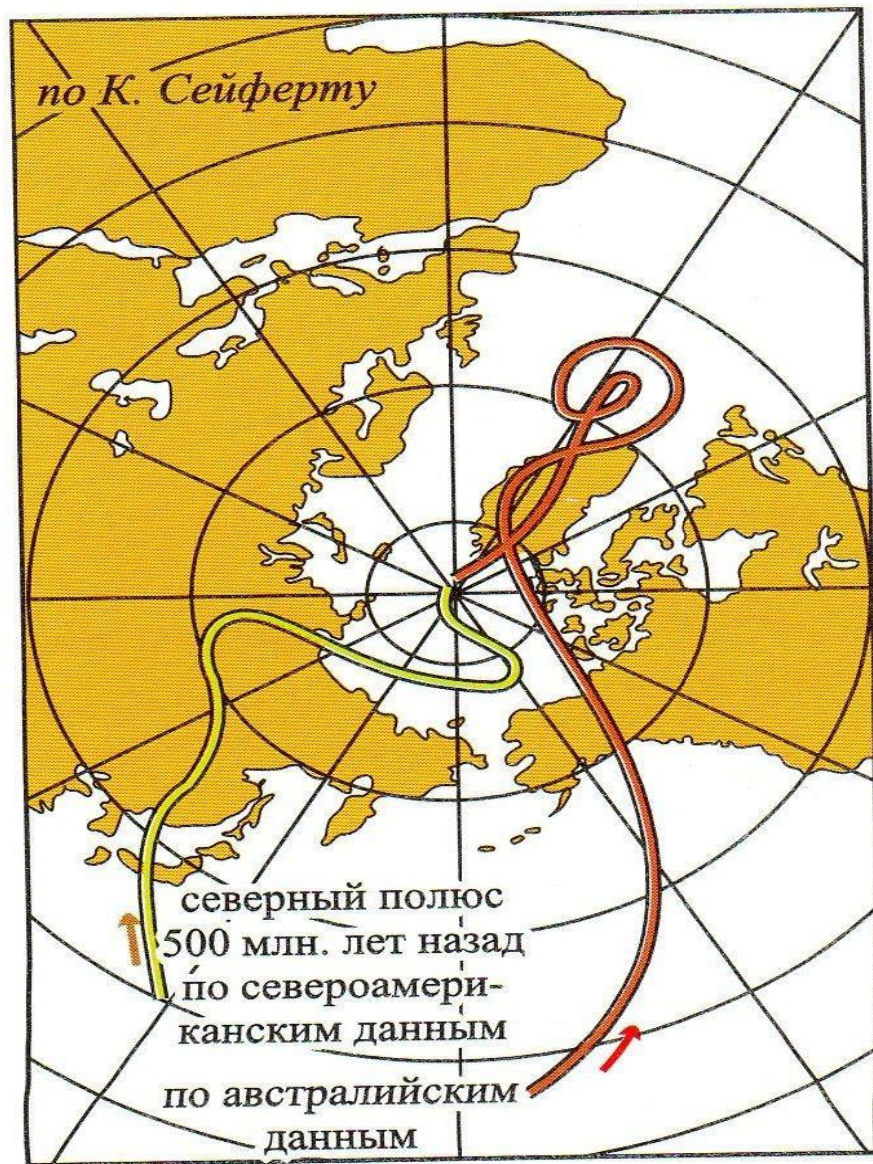 по К. Сейферту
северный полюс
500 млн. лет назад
по североамери-
канским данным
по австралийским
данным